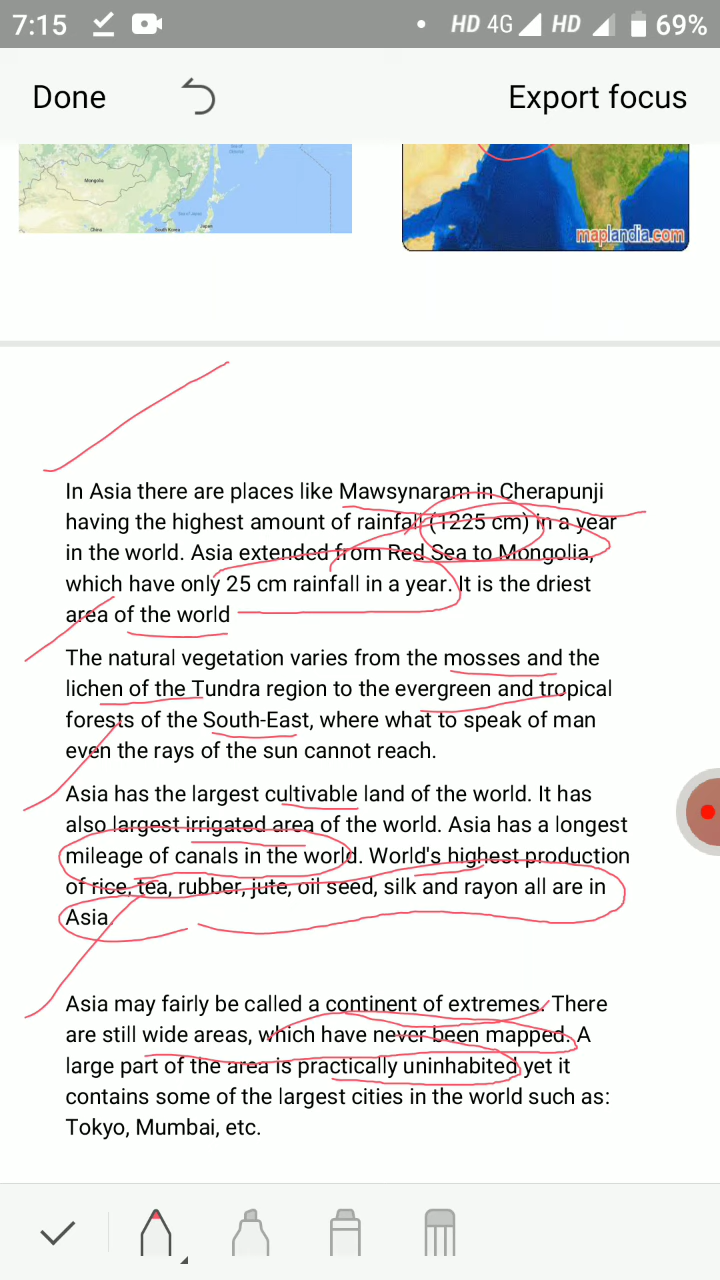 7:15 HD 4G HD 69%
Done Export focus
Mongolia
China South Korea Japan
maplandia.com
In Asia there are places like Mawsynaram in Cherapunji
having the highest amount of rainfall (1225 cm) in a year
in the world. Asia extended from Red Sea to Mongolia,
which have only 25 cm rainfall in a year. It is the driest
area of the world
The natural vegetation varies from the mosses and the
lichen of the Tundra region to the evergreen and tropical
forests of the South-East, where what to speak of man
even the rays of the sun cannot reach.
Asia has the largest cultivable land of the world. It has
also largest irrigated area of the world. Asia has a longest
mileage of canals in the world. World's highest production
of rice, tea, rubber, jute, oil seed, silk and rayon all are in
Asia.
Asia may fairly be called a continent of extremes. There
are still wide areas, which have never been mapped. A
large part of the area is practically uninhabited yet it
contains some of the largest cities in the world such as:
Tokyo, Mumbai, etc.